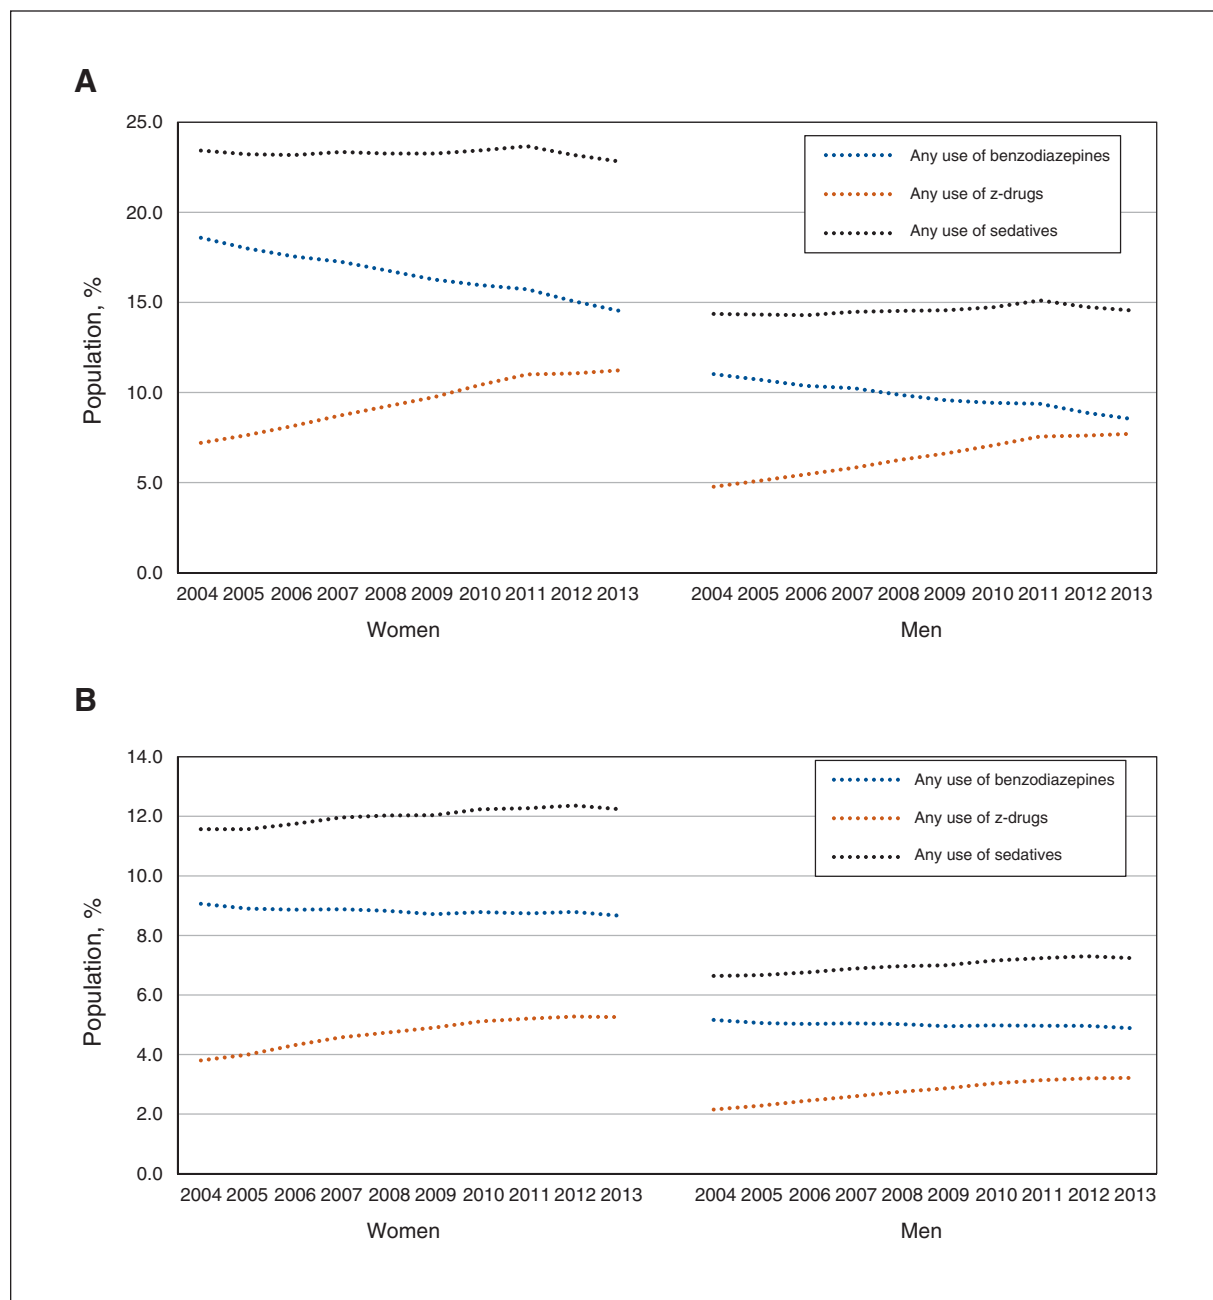 A
25.0
20.0
15.0
10.0
5.0
0.0
Population, %
Any use of benzodiazepines
Any use of z-drugs
Any use of sedatives
2004 2005 2006 2007 2008 2009 2010 2011 2012 2013
2004 2005 2006 2007 2008 2009 2010 2011 2012 2013
Women
Men
B
14.0
12.0
10.0
8.0
6.0
4.0
2.0
0.0
Population, %
Any use of benzodiazepines
Any use of z-drugs
Any use of sedatives
2004 2005 2006 2007 2008 2009 2010 2011 2012 2013
2004 2005 2006 2007 2008 2009 2010 2011 2012 2013
Women
Men